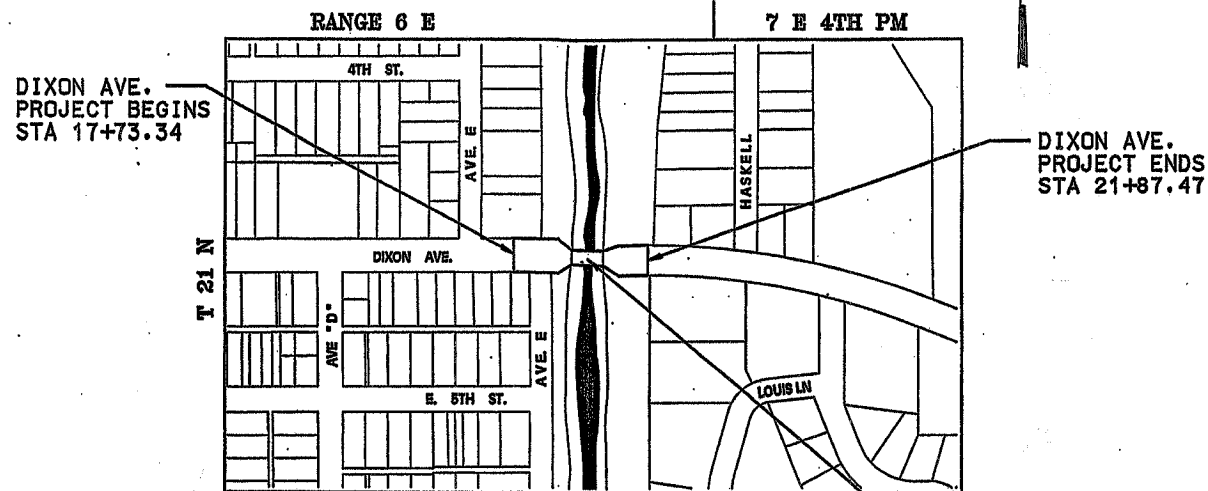 RANGE 6 E
7 E 4TH PM
DIXON AVE.
PROJECT BEGINS
STA 17+73.34
4TH ST.
AVE. E
HASKELL
DIXON AVE.
PROJECT ENDS
STA 21+87.47
T 21 N
DIXON AVE.
AVE "D"
AVE. E
LOUIS LN
E. 5TH ST.